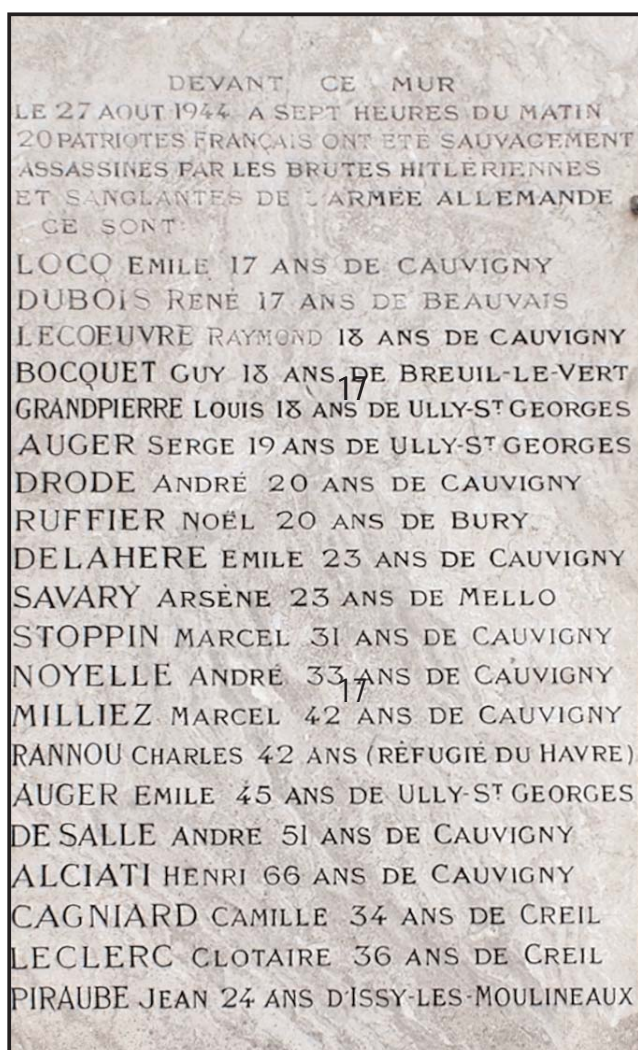 DEVANT CE MUR
LE 27 AOUT 1944 A SEPT HEURES DU MATIN
20 PATRIOTES FRANÇAIS ONT ETE SAUVAGEMENT
ASSASSINÉS PAR LES BRUTES HITLÉRIENNES
ET SANGLANTES DE L'ARMÉE ALLEMANDE
CE SONT:
LOCQ EMILE 17 ANS DE CAUVIGNY
DUBOIS RENÉ 17 ANS DE BEAUVAIS
LECOEUVRE RAYMOND 18 ANS DE CAUVIGNY
BOCQUET GUY 18 ANS DE BREUIL-LE-VERT
17
GRANDPIERRE LOUIS 18 ANS DE ULLY-ST GEORGES
AUGER SERGE 19 ANS DE ULLY-ST GEORGES
DRODE ANDRÉ 20 ANS DE CAUVIGNY
RUFFIER NOËL 20 ANS DE BURY
DELAHERE EMILE 23 ANS DE CAUVIGNY
SAVARY ARSÈNE 23 ANS DE MELLO
STOPPIN MARCEL 31 ANS DE CAUVIGNY
NOYELLE ANDRÉ 33 ANS DE CAUVIGNY
17
MILLIEZ MARCEL 42 ANS DE CAUVIGNY
RANNOU CHARLES 42 ANS (RÉFUGIÉ DU HAVRE)
AUGER EMILE 45 ANS DE ULLY-ST GEORGES
DE SALLE ANDRE 51 ANS DE CAUVIGNY
ALCIATI HENRI 66 ANS DE CAUVIGNY
CAGNIARD CAMILLE 34 ANS DE CREIL
LECLERC CLOTAIRE 36 ANS DE CREIL
PIRAUBE JEAN 24 ANS D'ISSY-LES-MOULINEAUX